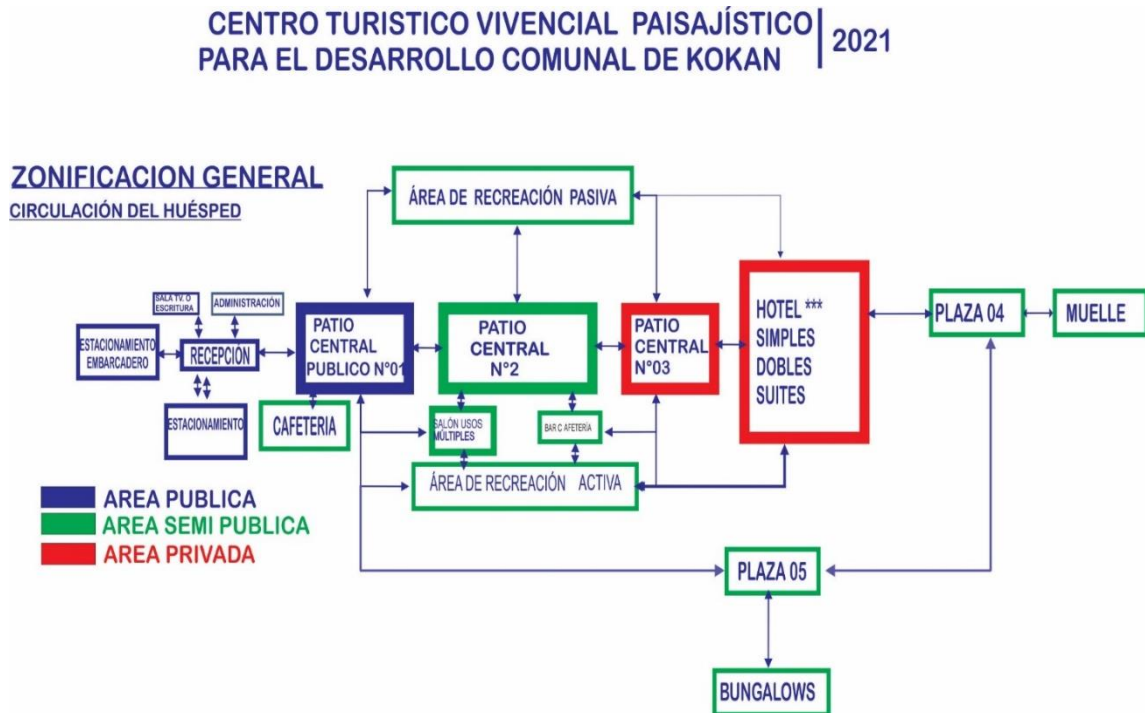 CENTRO TURISTICO VIVENCIAL PAISAJÍSTICO
PARA EL DESARROLLO COMUNAL DE KOKAN
2021
ZONIFICACION GENERAL
CIRCULACIÓN DEL HUÉSPED
ÁREA DE RECREACIÓN PASIVA
SALA TV. O
ESCRITURA
ADMINISTRACIÓN
ESTACIONAMIENTO
EMBARCADERO
RECEPCIÓN
ESTACIONAMIENTO
PATIO
CENTRAL
PUBLICO N°01
CAFETERIA
PATIO
CENTRAL
N°2
SALÓN USOS
MÚLTIPLES
BAR C AFETERÍA
PATIO
CENTRAL
N°03
HOTEL ***
SIMPLES
DOBLES
SUITES
PLAZA 04
MUELLE
ÁREA DE RECREACIÓN ACTIVA
AREA PUBLICA
AREA SEMI PUBLICA
AREA PRIVADA
PLAZA 05
BUNGALOWS